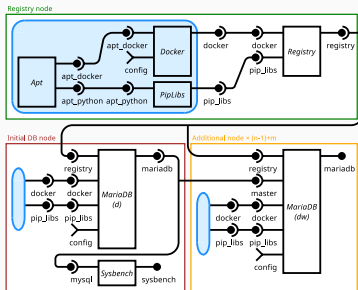 Registry node
apt_docker
docker
docker
registry
Docker
Registry
config
pip_libs
Apt
apt_docker
PipLibs
apt_python
apt_python
pip_libs
Initial DB node
Additional node × (n-1)+m
registry
mariadb
registry
mariadb
docker
docker
MariaDB
(d)
master
MariaDB
(dw)
pip_libs
pip_libs
docker
docker
config
pip_libs
pip_libs
config
Sysbench
mysql
sysbench